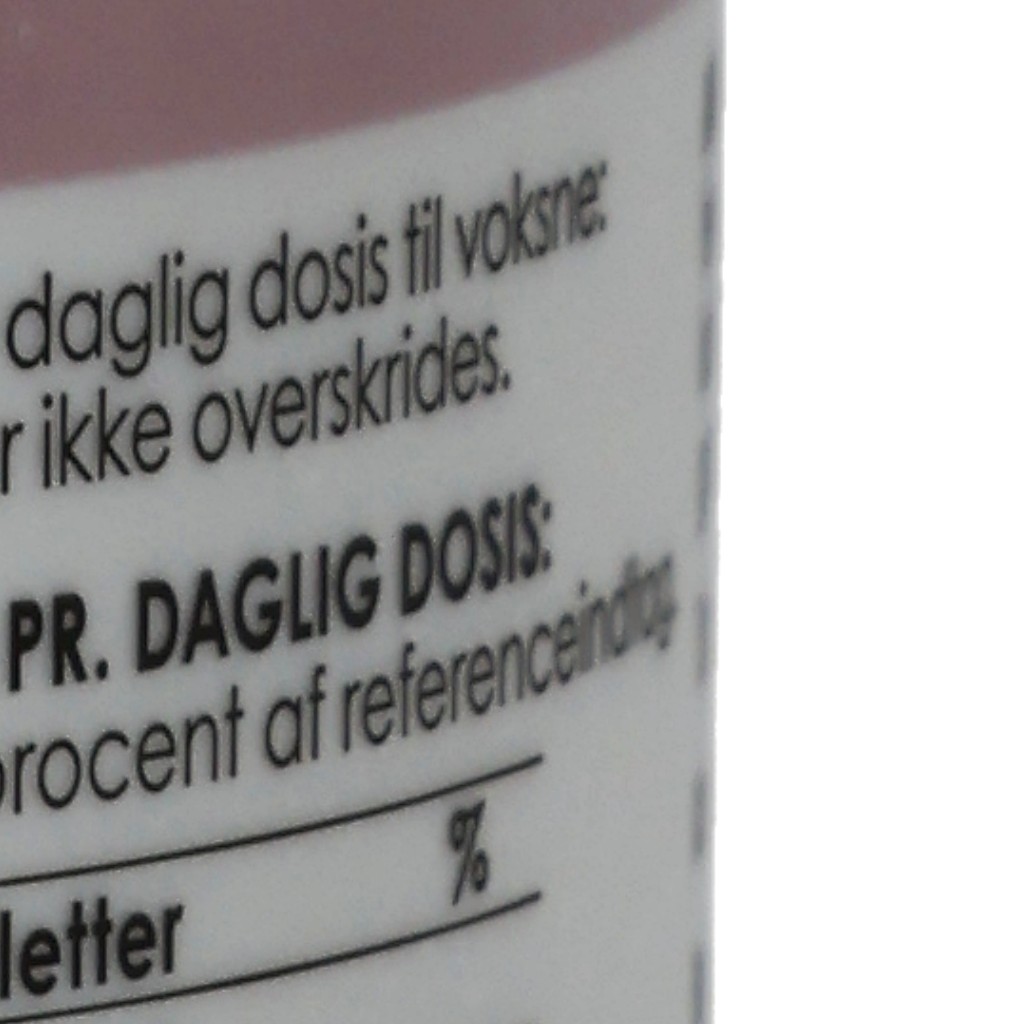 daglig dosis til voksne:
r ikke overskrides.
PR. DAGLIG DOSIS:
procent af referenceindtag.
%
letter